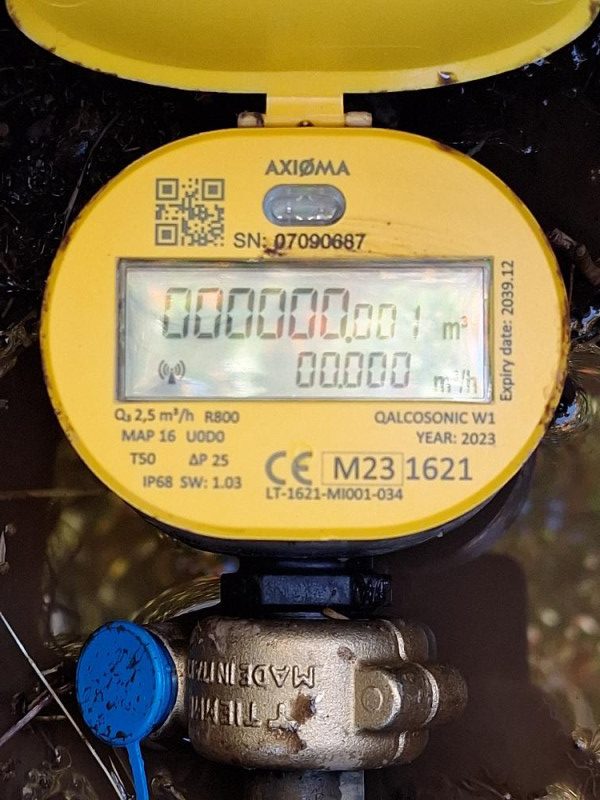 AXIØMA
SN: 07090687
000000.001 m³
00.000 m³/h
Expiry date: 2039.12
Q₃ 2,5 m³/h R800
MAP 16 U0D0
T50 ΔP 25
IP68 SW: 1.03
QALCOSONIC W1
YEAR: 2023
CE M23 1621
LT-1621-MI001-034
MADE IN ITALY
TIEMME